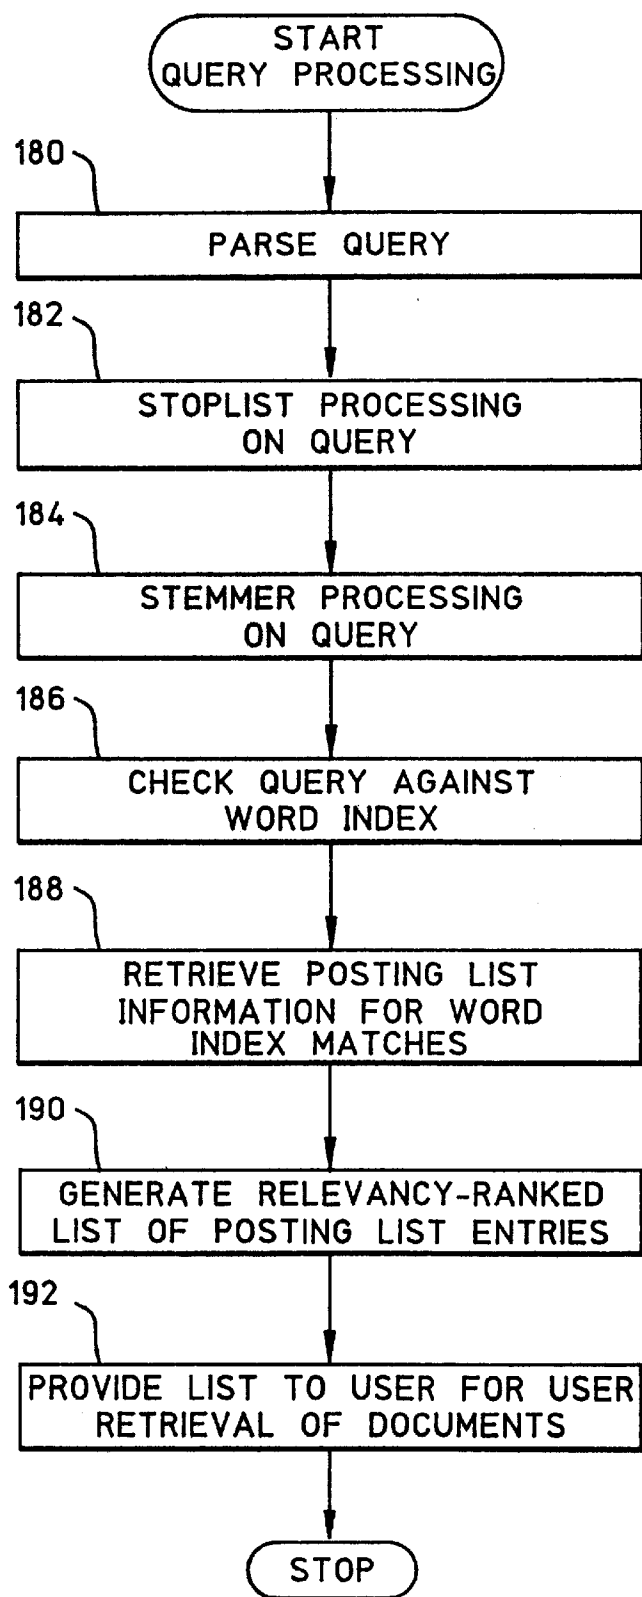 START
QUERY PROCESSING
180
PARSE QUERY
182
STOPLIST PROCESSING
ON QUERY
184
STEMMER PROCESSING
ON QUERY
186
CHECK QUERY AGAINST
WORD INDEX
188
RETRIEVE POSTING LIST
INFORMATION FOR WORD
INDEX MATCHES
190
GENERATE RELEVANCY-RANKED
LIST OF POSTING LIST ENTRIES
192
PROVIDE LIST TO USER FOR USER
RETRIEVAL OF DOCUMENTS
STOP